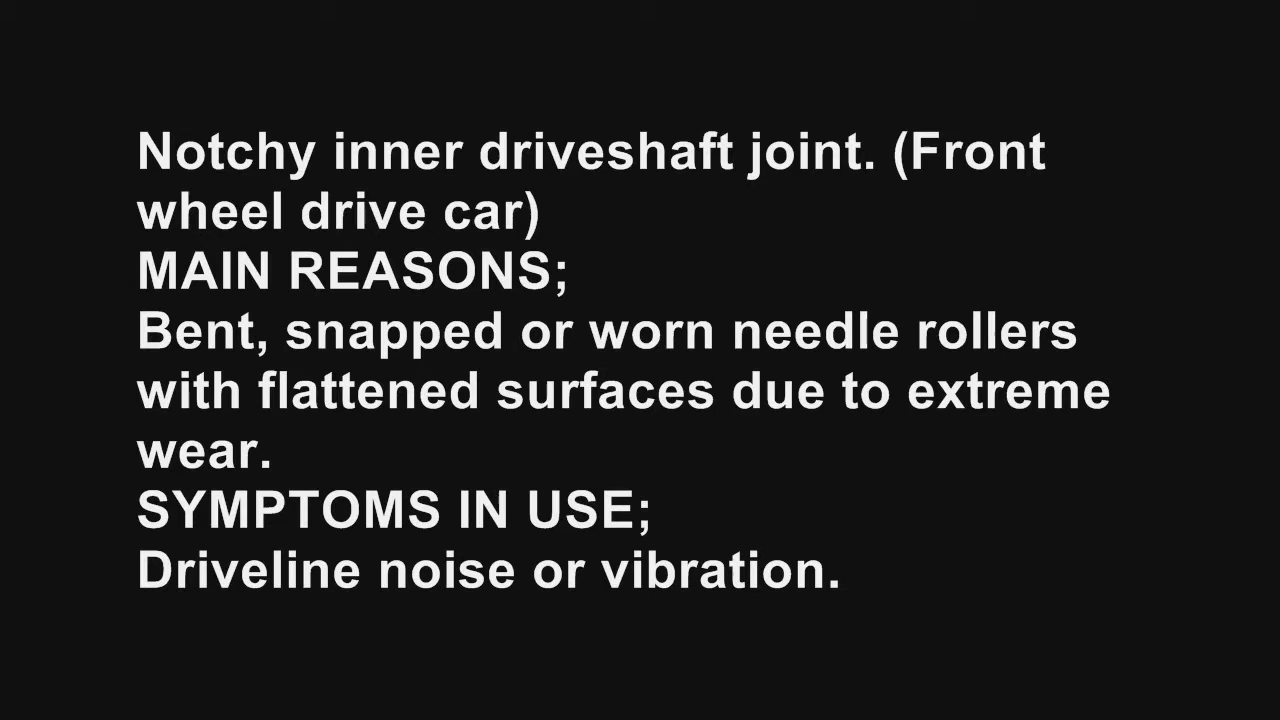 Notchy inner driveshaft joint. (Front
wheel drive car)
MAIN REASONS;
Bent, snapped or worn needle rollers
with flattened surfaces due to extreme
wear.
SYMPTOMS IN USE;
Driveline noise or vibration.